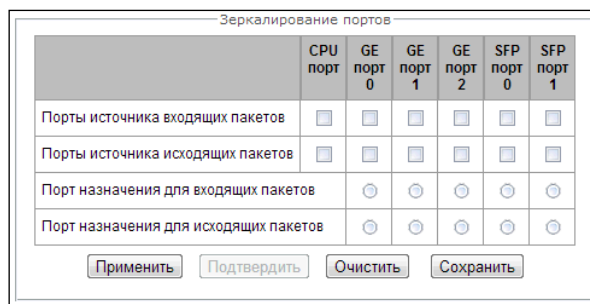 Зеркалирование портов
CPU порт GE порт 0 GE порт 1 GE порт 2 SFP порт 0 SFP порт 1
Порты источника входящих пакетов
Порты источника исходящих пакетов
Порт назначения для входящих пакетов
Порт назначения для исходящих пакетов
Применить Подтвердить Очистить Сохранить